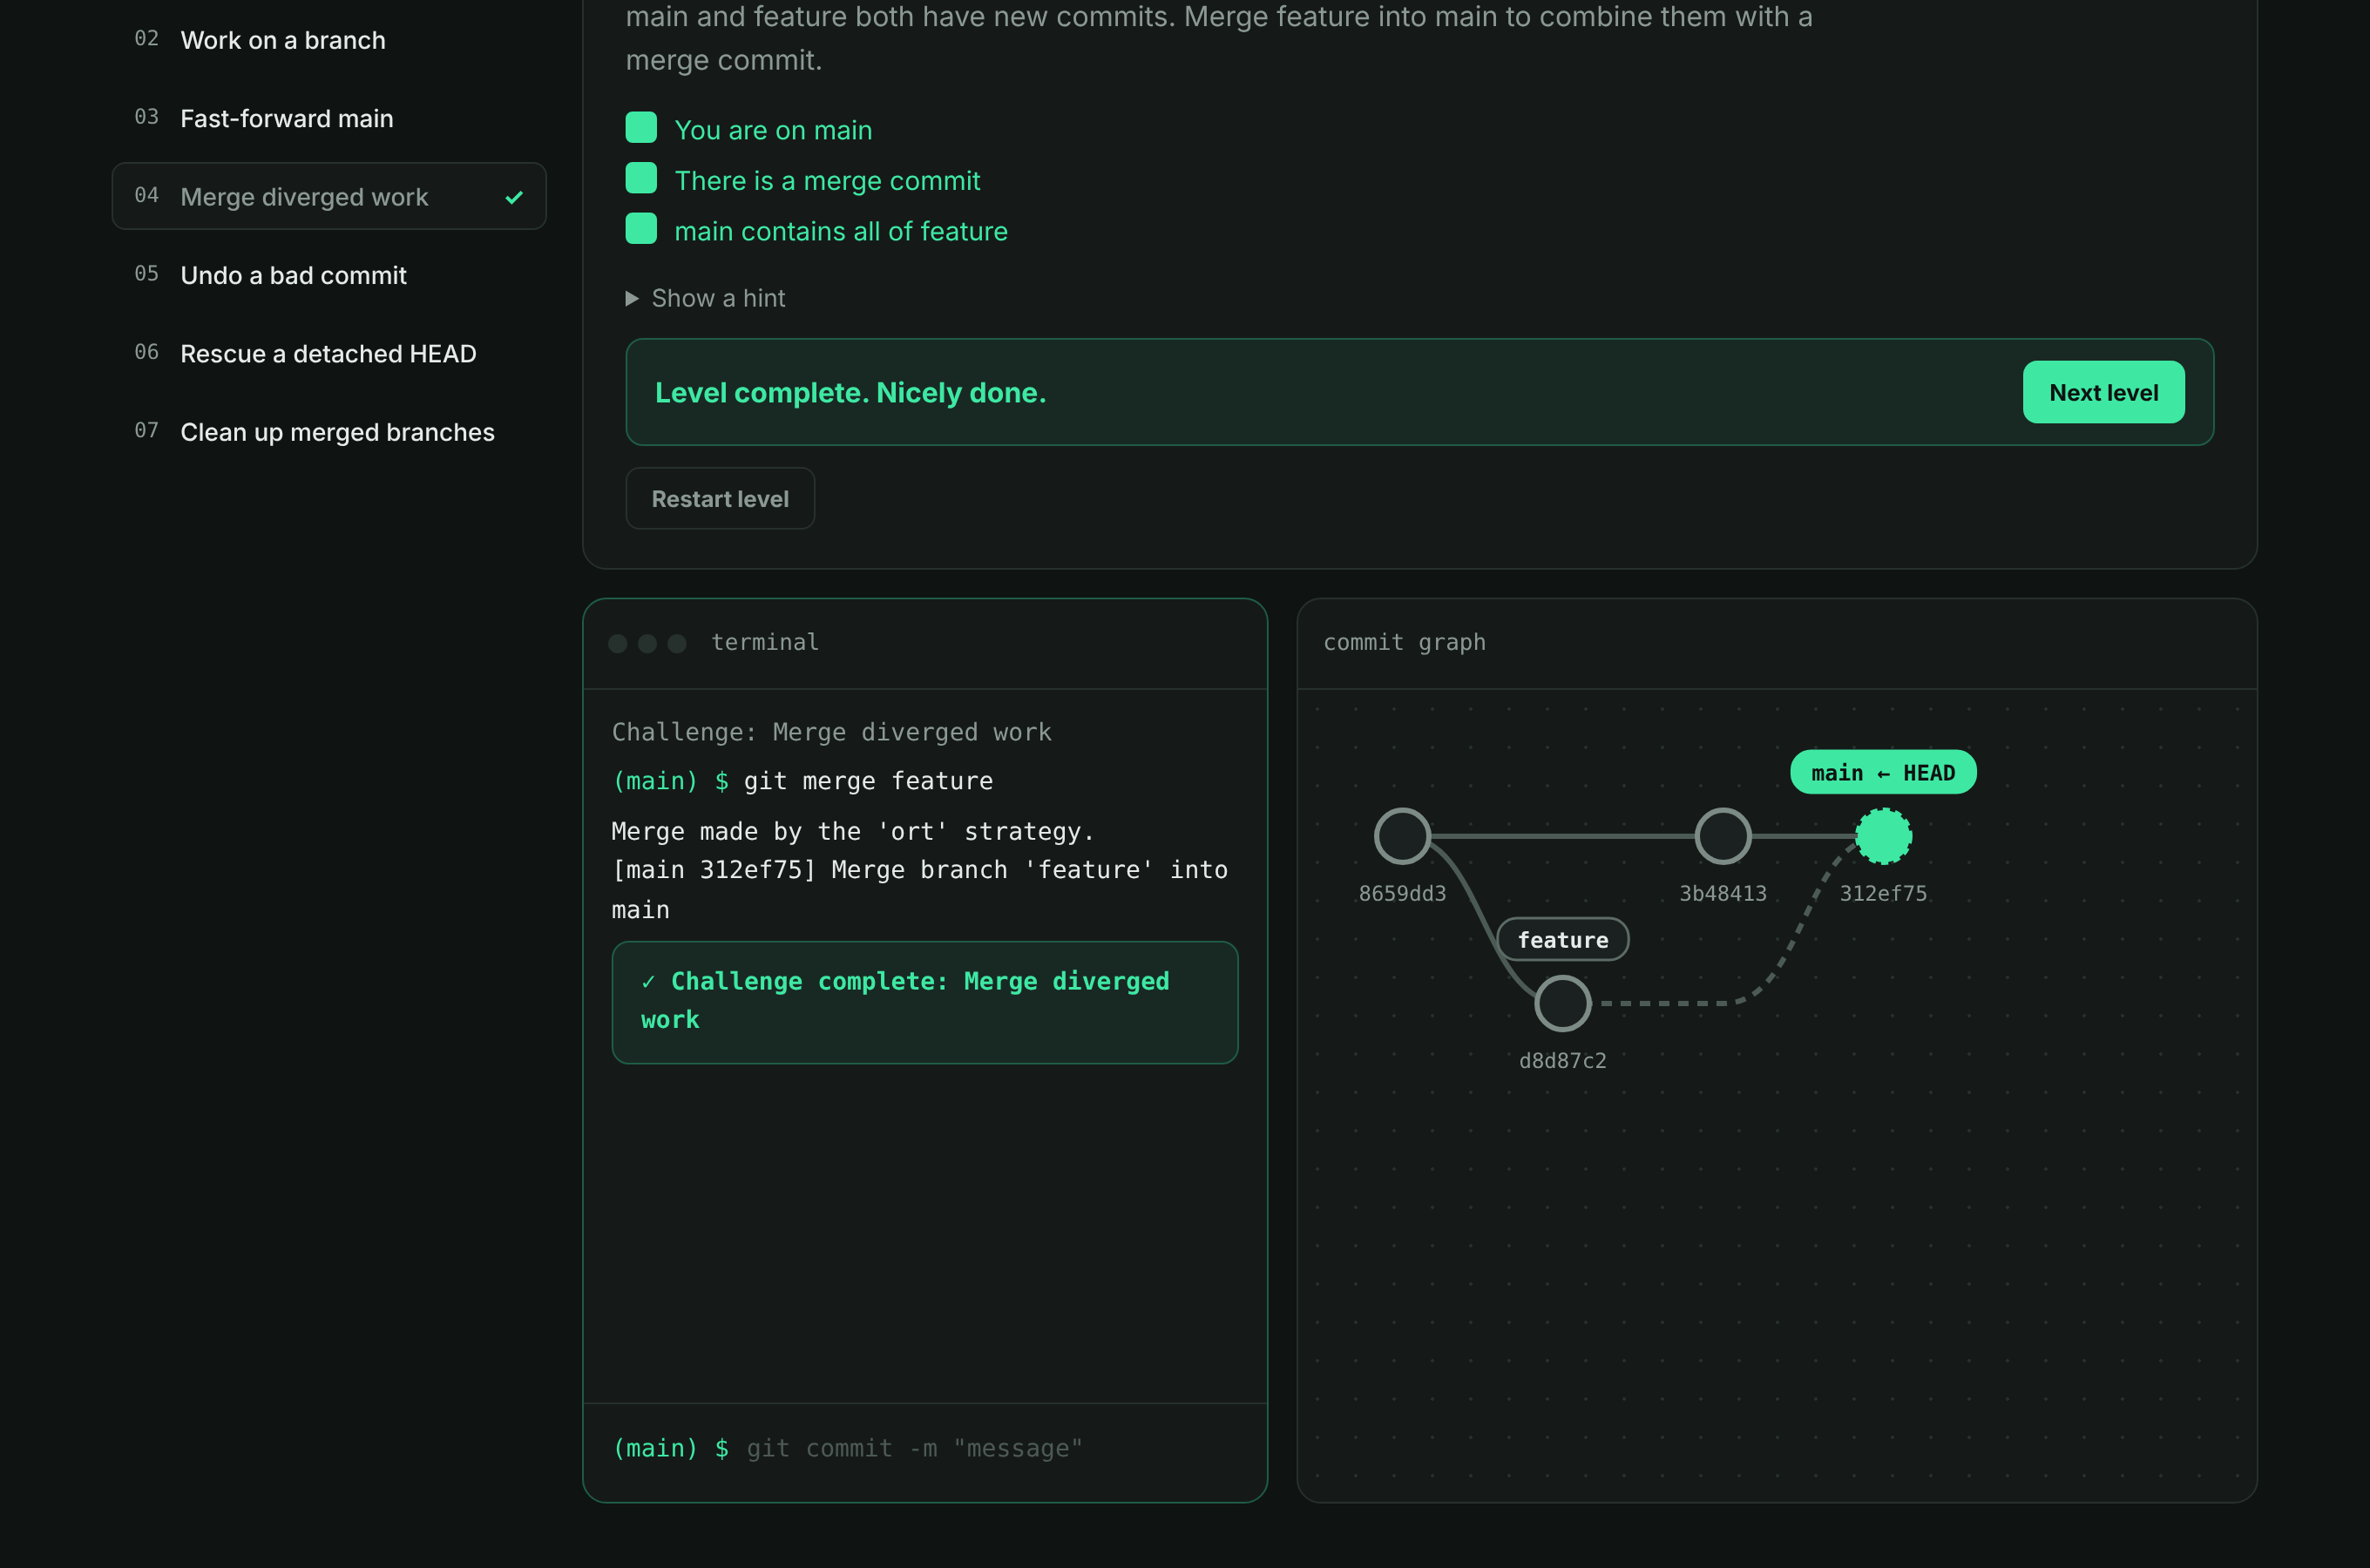 02 Work on a branch
03 Fast-forward main
04 Merge diverged work ✓
05 Undo a bad commit
06 Rescue a detached HEAD
07 Clean up merged branches
main and feature both have new commits. Merge feature into main to combine them with a
merge commit.
You are on main
There is a merge commit
main contains all of feature
Show a hint
Level complete. Nicely done.
Next level
Restart level
terminal
Challenge: Merge diverged work
(main) $ git merge feature
Merge made by the 'ort' strategy.
[main 312ef75] Merge branch 'feature' into
main
✓ Challenge complete: Merge diverged
work
(main) $ git commit -m "message"
commit graph
main ← HEAD
8659dd3
3b48413
312ef75
feature
d8d87c2